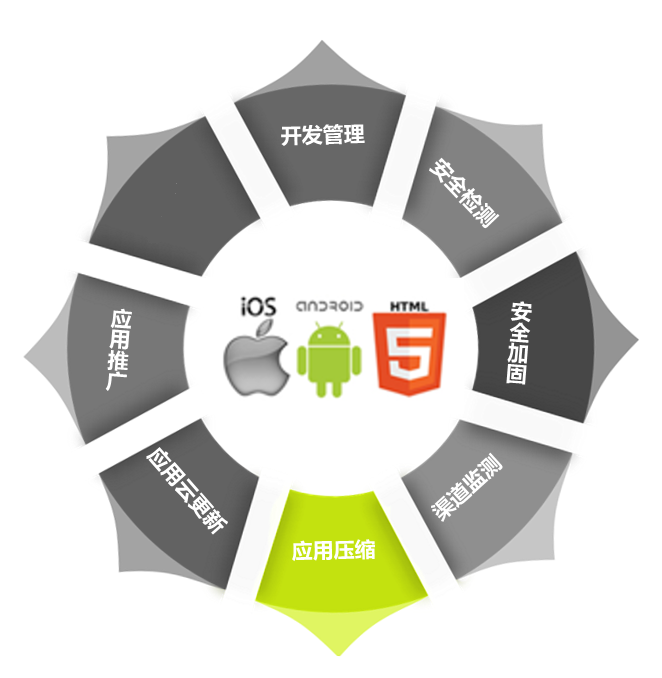 开发管理
安全检测
安全加固
渠道监测
应用压缩
应用云更新
应用推广
iOS
ANDROID
HTML
5